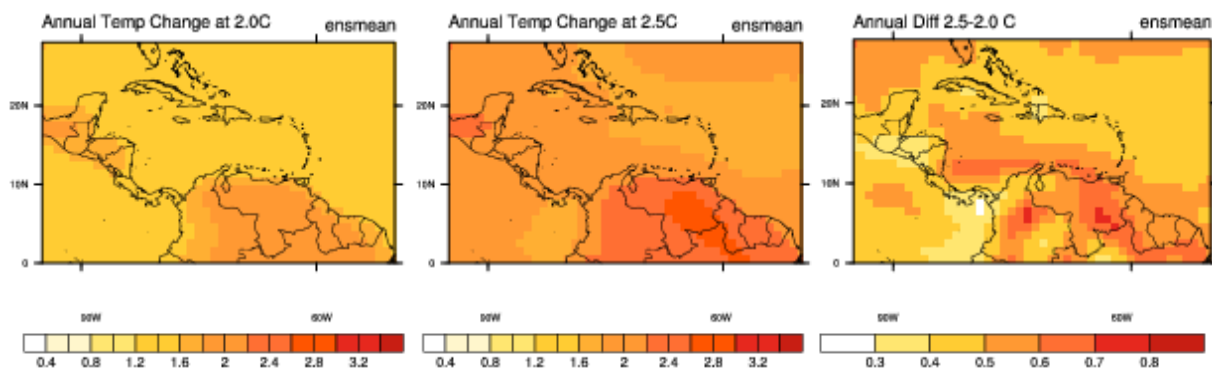 Annual Temp Change at 2.0C ensmean
Annual Temp Change at 2.5C ensmean
Annual Diff 2.5-2.0 C ensmean
20N
10N
0
90W 60W
0.4 0.8 1.2 1.6 2 2.4 2.8 3.2
20N
10N
0
90W 60W
0.4 0.8 1.2 1.6 2 2.4 2.8 3.2
20N
10N
0
90W 60W
0.3 0.4 0.5 0.6 0.7 0.8